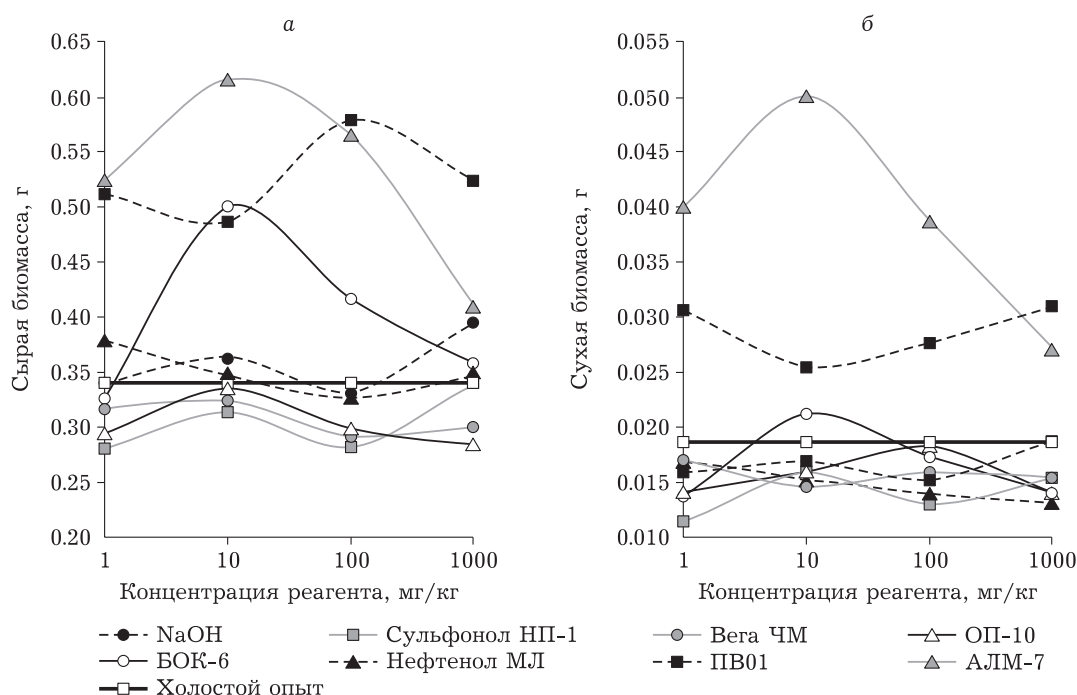 а
Сырая биомасса, г
0.65
0.60
0.55
0.50
0.45
0.40
0.35
0.30
0.25
0.20
1 10 100 1000
Концентрация реагента, мг/кг
б
Сухая биомасса, г
0.055
0.050
0.045
0.040
0.035
0.030
0.025
0.020
0.015
0.010
1 10 100 1000
Концентрация реагента, мг/кг
NaOH Сульфонол НП-1 Вега ЧМ ОП-10
БОК-6 Нефтенол МЛ ПВ01 АЛМ-7
Холостой опыт